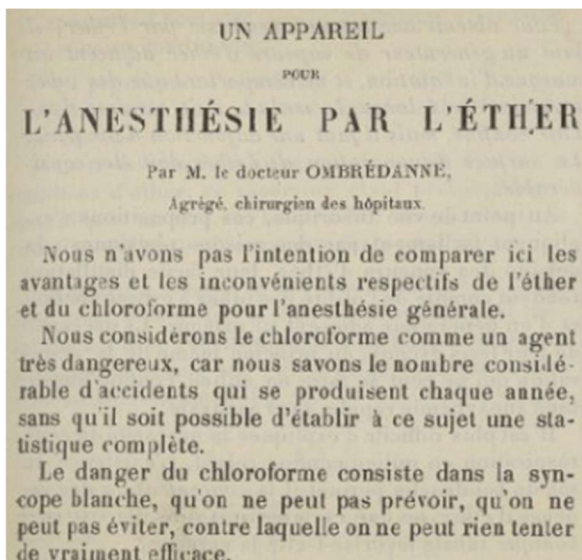 UN APPAREIL
POUR
L'ANESTHÉSIE PAR L'ÉTHER
Par M. le docteur OMBRÉDANNE,
Agrégé, chirurgien des hôpitaux.
Nous n'avons pas l'intention de comparer ici les
avantages et les inconvénients respectifs de l'éther
et du chloroforme pour l'anesthésie générale.
Nous considérons le chloroforme comme un agent
très dangereux, car nous savons le nombre considé-
rable d'accidents qui se produisent chaque année,
sans qu'il soit possible d'établir à ce sujet une sta-
tistique complète.
Le danger du chloroforme consiste dans la syn-
cope blanche, qu'on ne peut pas prévoir, qu'on ne
peut pas éviter, contre laquelle on ne peut rien tenter
de vraiment efficace.